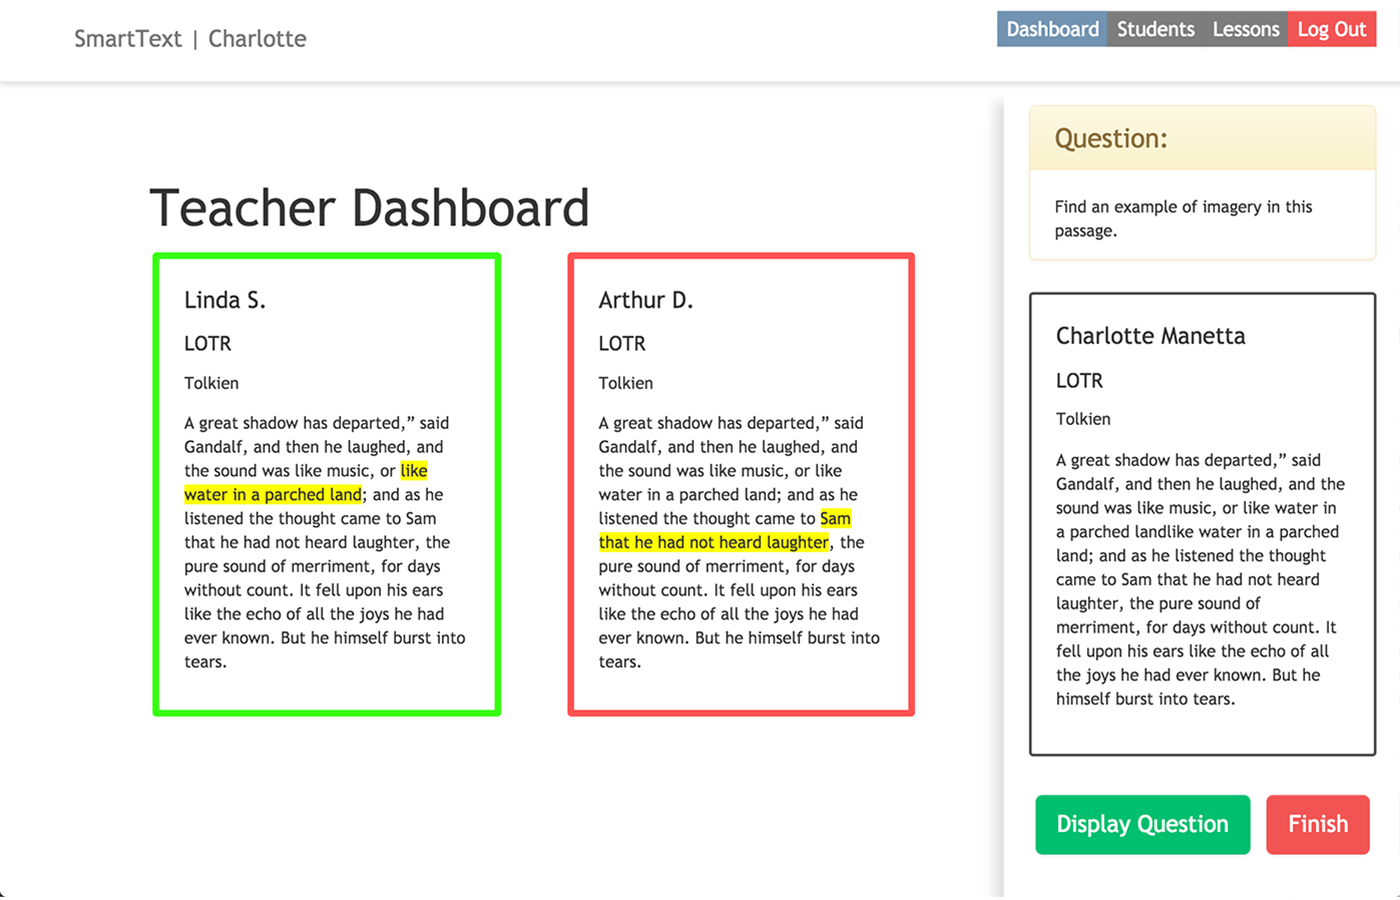 SmartText | Charlotte
Dashboard Students Lessons Log Out
Teacher Dashboard
Linda S.
LOTR
Tolkien
A great shadow has departed,” said
Gandalf, and then he laughed, and
the sound was like music, or like
water in a parched land; and as he
listened the thought came to Sam
that he had not heard laughter, the
pure sound of merriment, for days
without count. It fell upon his ears
like the echo of all the joys he had
ever known. But he himself burst into
tears.
Arthur D.
LOTR
Tolkien
A great shadow has departed,” said
Gandalf, and then he laughed, and
the sound was like music, or like
water in a parched land; and as he
listened the thought came to Sam
that he had not heard laughter, the
pure sound of merriment, for days
without count. It fell upon his ears
like the echo of all the joys he had
ever known. But he himself burst into
tears.
Question:
Find an example of imagery in this
passage.
Charlotte Manetta
LOTR
Tolkien
A great shadow has departed,” said
Gandalf, and then he laughed, and the
sound was like music, or like water in
a parched landlike water in a parched
land; and as he listened the thought
came to Sam that he had not heard
laughter, the pure sound of
merriment, for days without count. It
fell upon his ears like the echo of all
the joys he had ever known. But he
himself burst into tears.
Display Question Finish